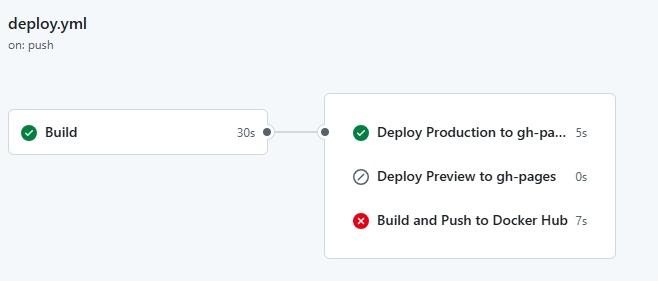 deploy.yml
on: push
Build 30s
Deploy Production to gh-pa... 5s
Deploy Preview to gh-pages 0s
Build and Push to Docker Hub 7s